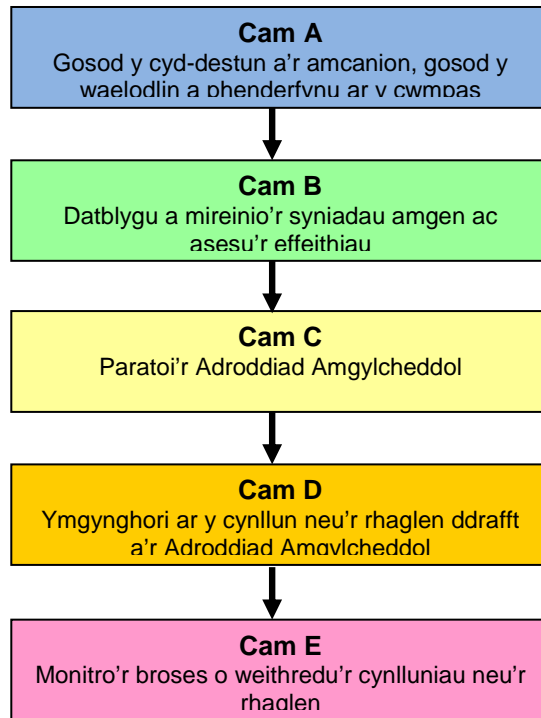 Cam A
Gosod y cyd-destun a'r amcanion, gosod y
waelodlin a phenderfynu ar y cwmpas
Cam B
Datblygu a mireinio'r syniadau amgen ac
asesu'r effeithiau
Cam C
Paratoi'r Adroddiad Amgylcheddol
Cam D
Ymgynghori ar y cynllun neu'r rhaglen ddrafft
a'r Adroddiad Amgylcheddol
Cam E
Monitro'r broses o weithredu'r cynlluniau neu'r
rhaglen